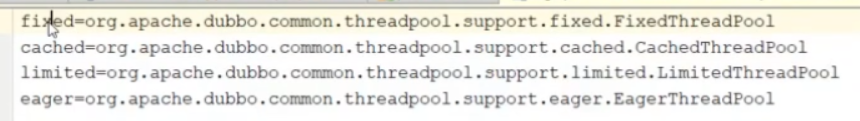 fixed=org.apache.dubbo.common.threadpool.support.fixed.FixedThreadPool
cached=org.apache.dubbo.common.threadpool.support.cached.CachedThreadPool
limited=org.apache.dubbo.common.threadpool.support.limited.LimitedThreadPool
eager=org.apache.dubbo.common.threadpool.support.eager.EagerThreadPool